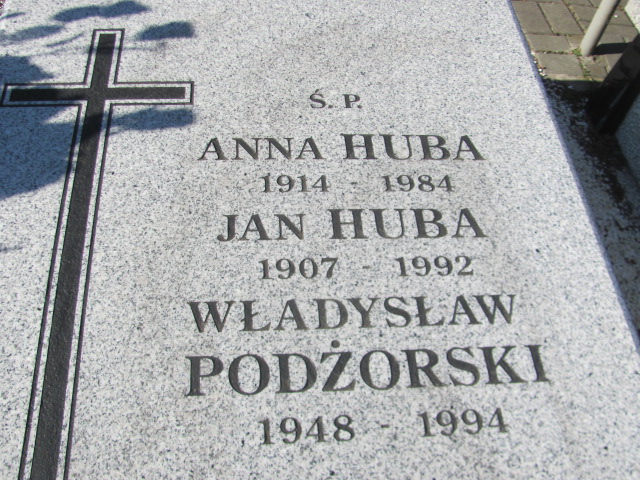 Ś. P.
ANNA HUBA
1914 - 1984
JAN HUBA
1907 - 1992
WŁADYSŁAW
PODŻORSKI
1948 - 1994